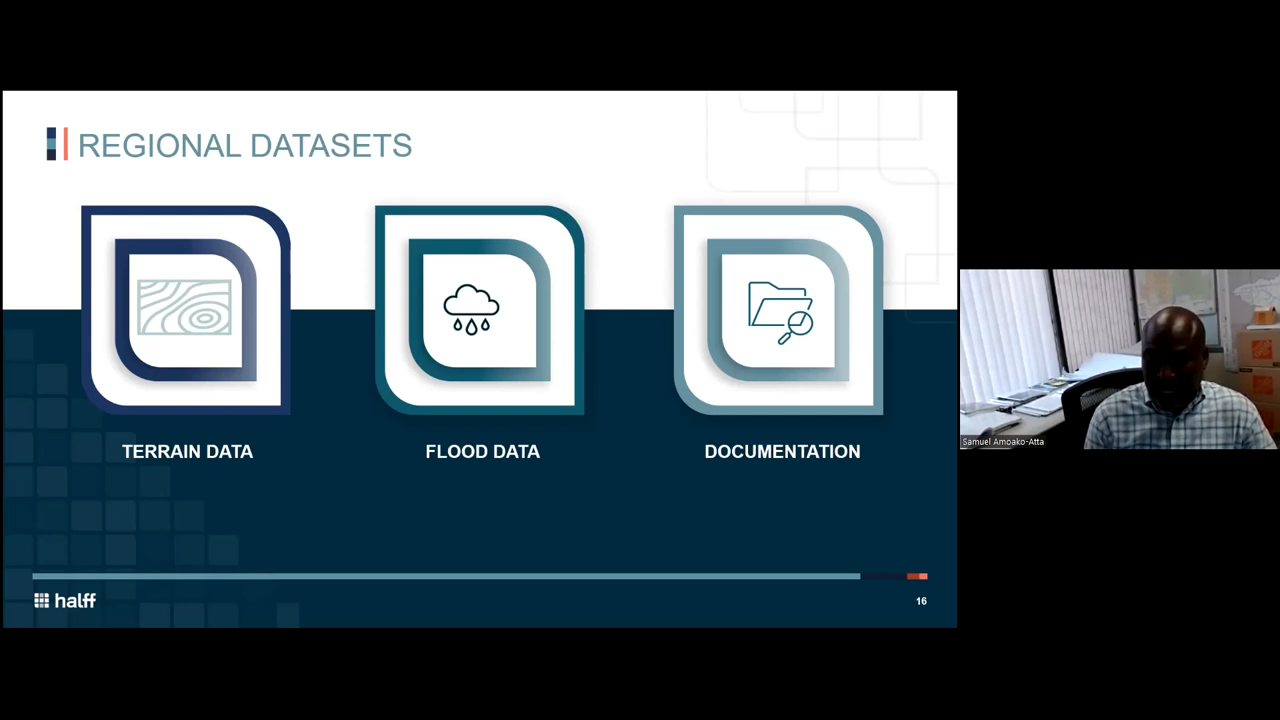 REGIONAL DATASETS
TERRAIN DATA
FLOOD DATA
DOCUMENTATION
halff
16
Samuel Amoako-Atta